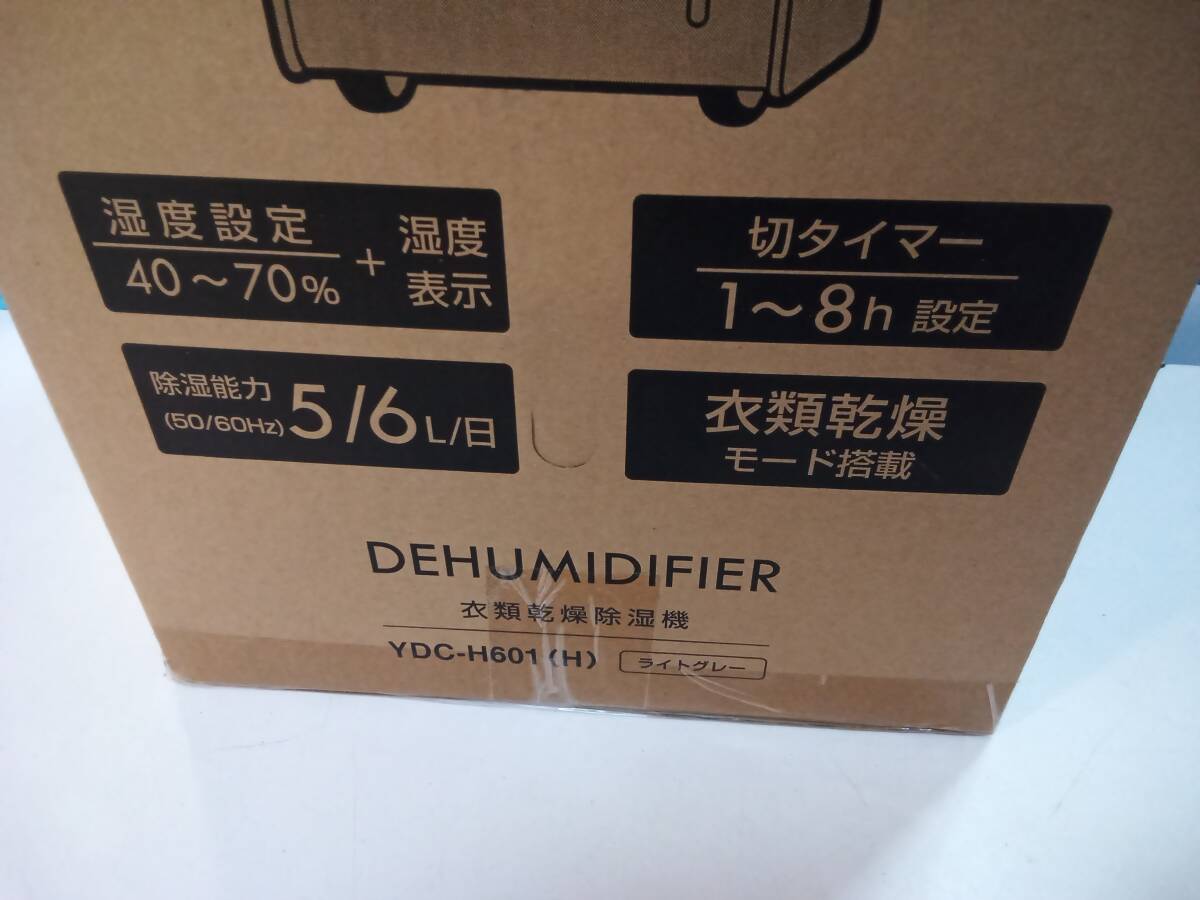 湿度設定
40～70%
+
湿度
表示
切タイマー
1～8h 設定
除湿能力
(50/60Hz)
5/6L/日
衣類乾燥
モード搭載
DEHUMIDIFIER
衣類乾燥除湿機
YDC-H601(H) ライトグレー